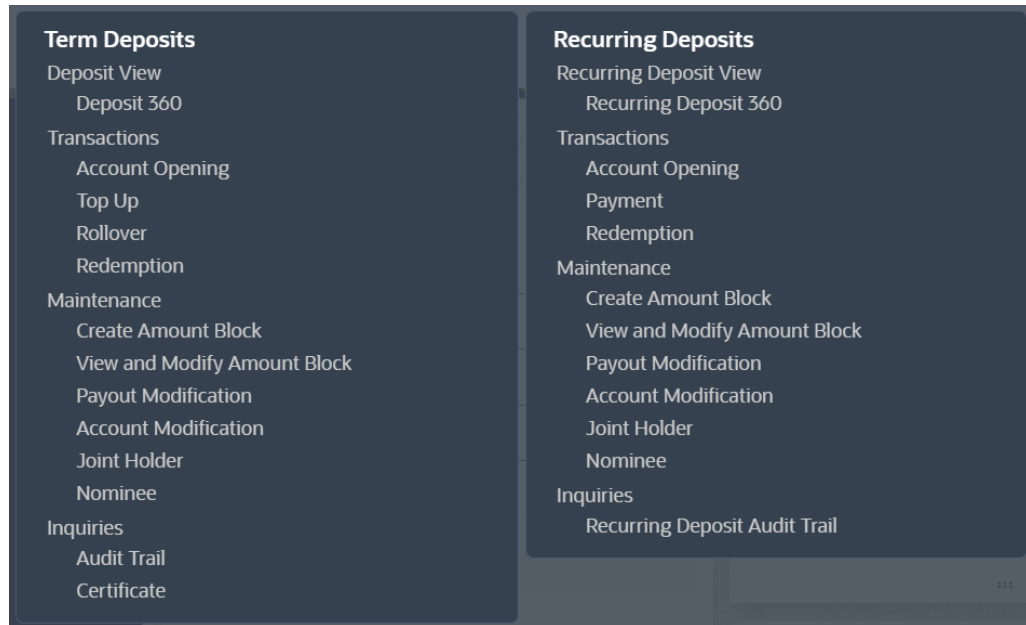 Term Deposits
Deposit View
Deposit 360
Transactions
Account Opening
Top Up
Rollover
Redemption
Maintenance
Create Amount Block
View and Modify Amount Block
Payout Modification
Account Modification
Joint Holder
Nominee
Inquiries
Audit Trail
Certificate
Recurring Deposits
Recurring Deposit View
Recurring Deposit 360
Transactions
Account Opening
Payment
Redemption
Maintenance
Create Amount Block
View and Modify Amount Block
Payout Modification
Account Modification
Joint Holder
Nominee
Inquiries
Recurring Deposit Audit Trail